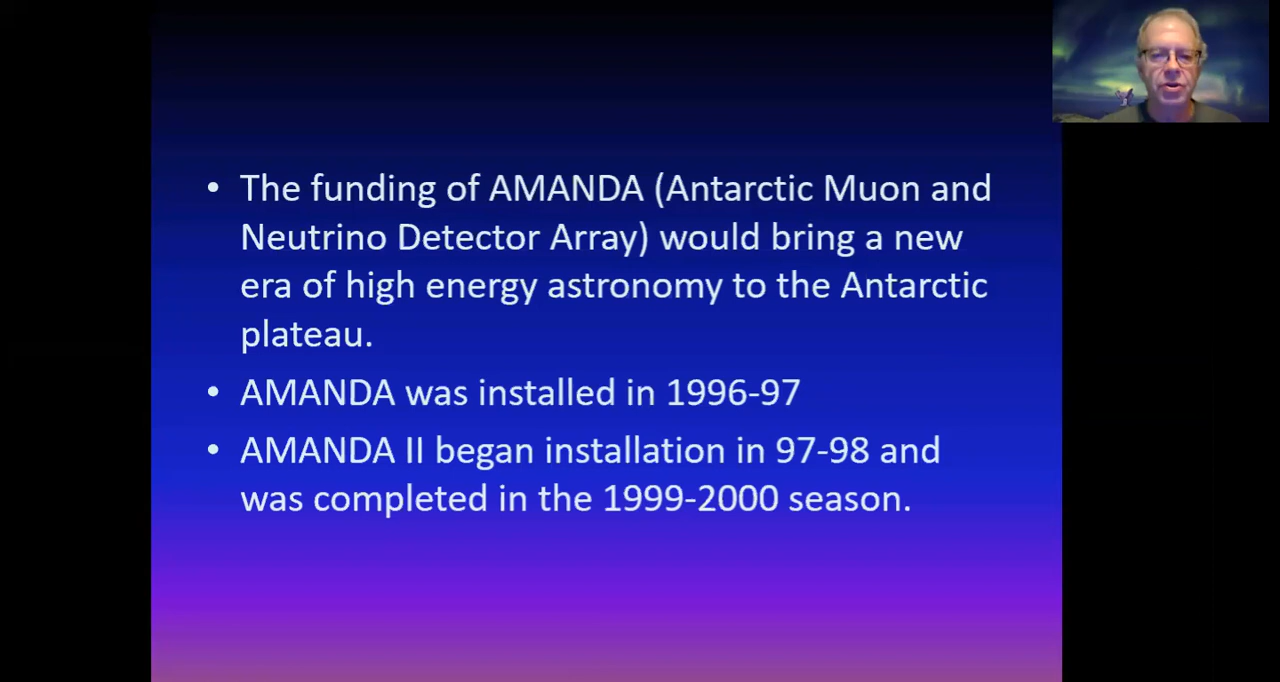 • The funding of AMANDA (Antarctic Muon and
Neutrino Detector Array) would bring a new
era of high energy astronomy to the Antarctic
plateau.
• AMANDA was installed in 1996-97
• AMANDA II began installation in 97-98 and
was completed in the 1999-2000 season.